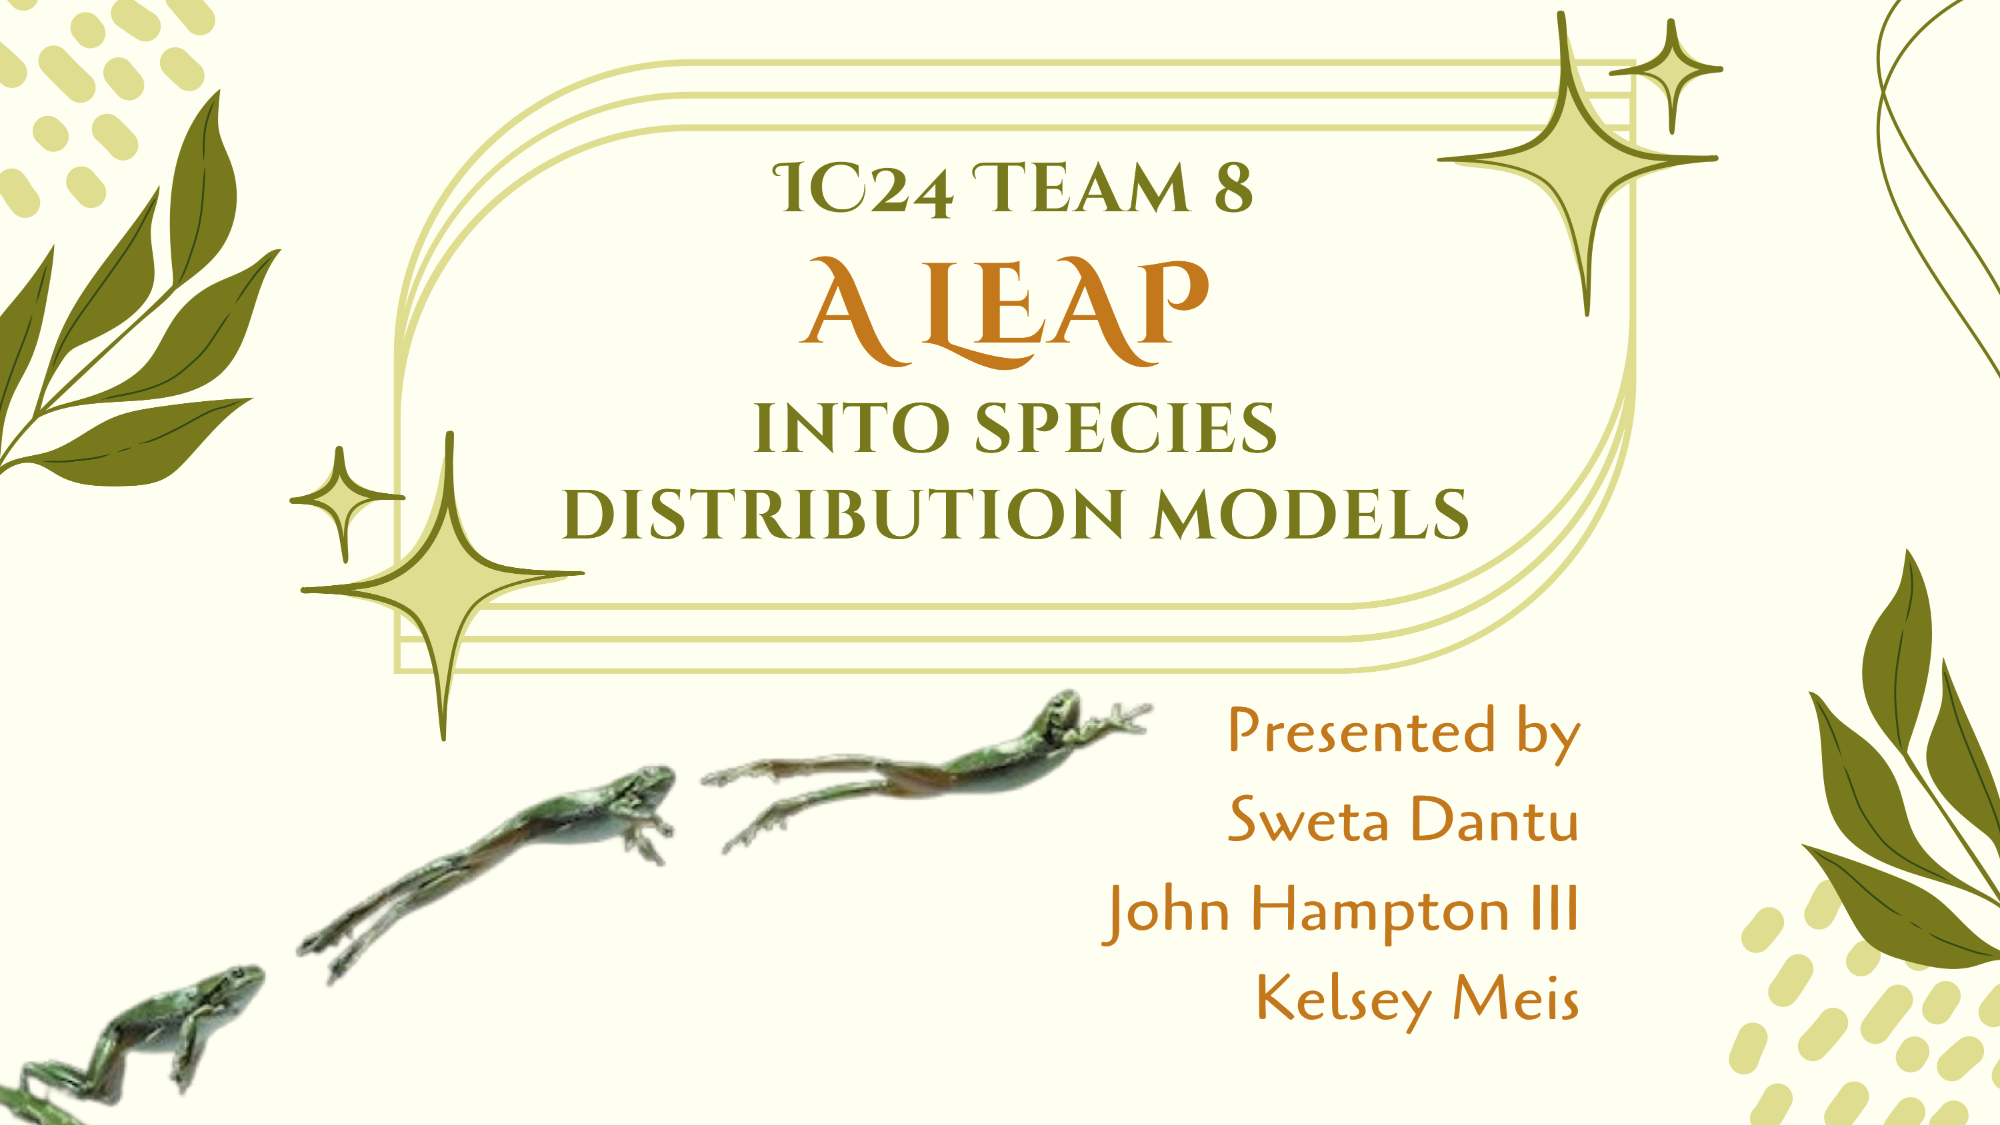 IC24 TEAM 8
A LEAP
INTO SPECIES
DISTRIBUTION MODELS
Presented by
Sweta Dantu
John Hampton III
Kelsey Meis